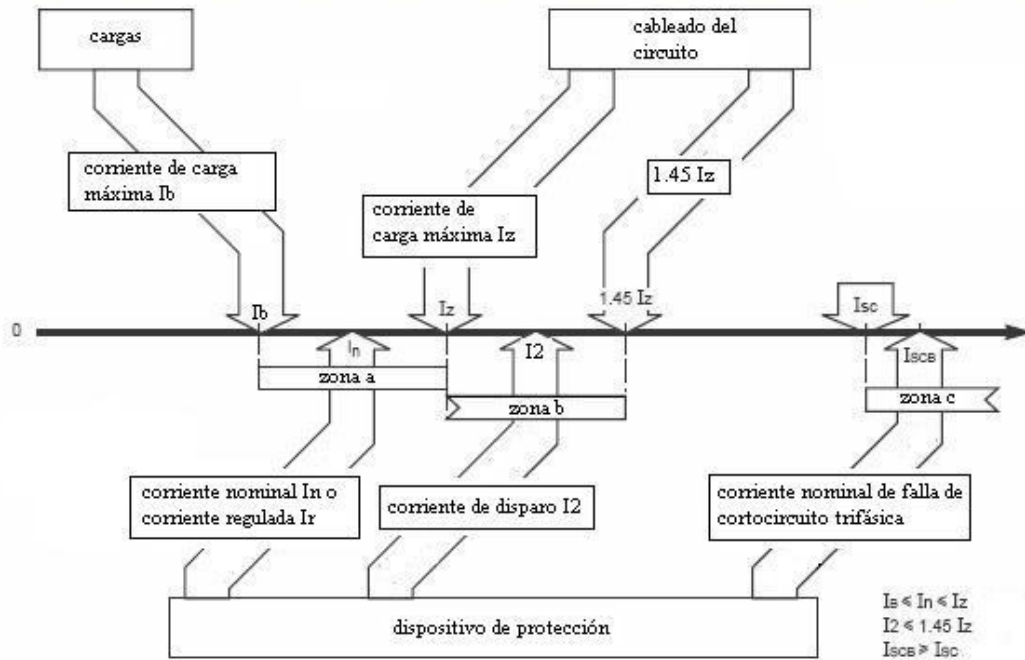 cargas
cableado del
circuito
corriente de carga
máxima Ib
1.45 Iz
corriente de
carga máxima Iz
Ib
Iz
1.45 Iz
Isc
0
In
I2
IscB
zona a
zona b
zona c
corriente nominal In o
corriente regulada Ir
corriente de disparo I2
corriente nominal de falla de
cortocircuito trifásica
dispositivo de protección
IB ⩽ In ⩽ Iz
I2 ⩽ 1.45 Iz
IscB ⩾ Isc